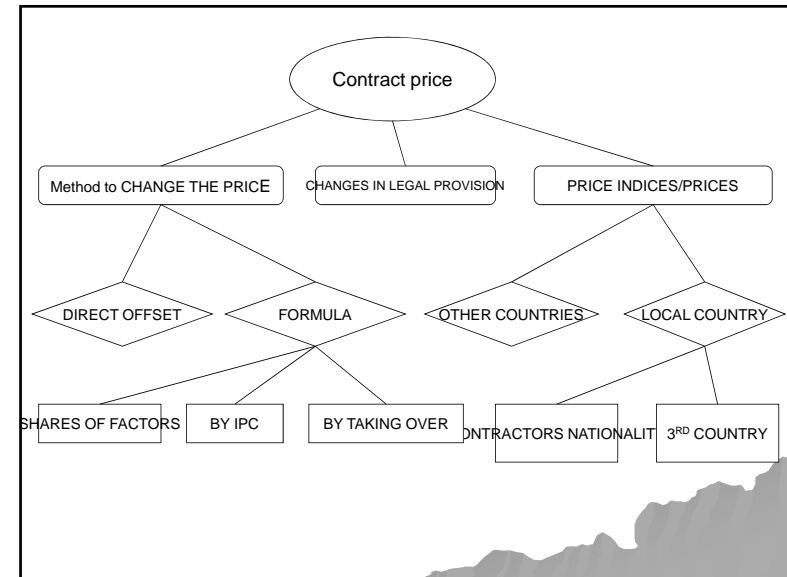 Contract price
Method to CHANGE THE PRICE
CHANGES IN LEGAL PROVISION
PRICE INDICES/PRICES
DIRECT OFFSET
FORMULA
OTHER COUNTRIES
LOCAL COUNTRY
SHARES OF FACTORS
BY IPC
BY TAKING OVER
ONTRACTORS NATIONALIT
3RD COUNTRY